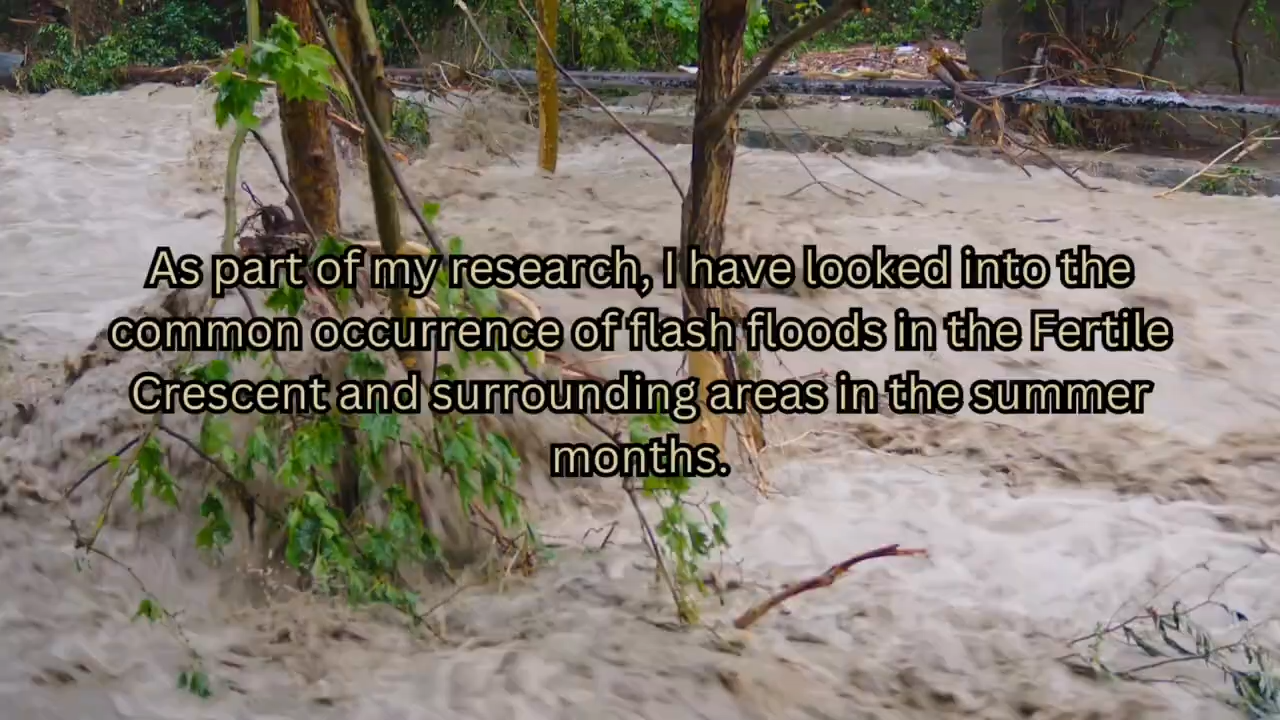 As part of my research, I have looked into the
common occurrence of flash floods in the Fertile
Crescent and surrounding areas in the summer
months.